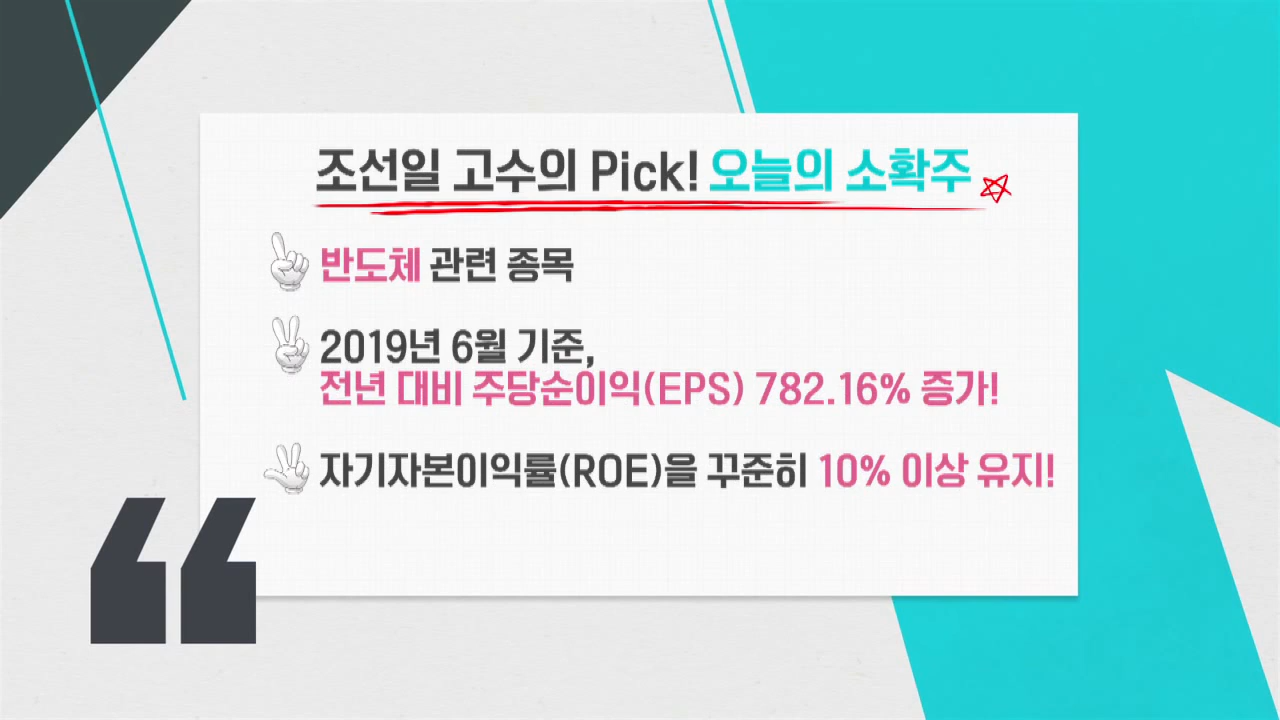 조선일 고수의 Pick! 오늘의 소확주
반도체 관련 종목
2019년 6월 기준,
전년 대비 주당순이익(EPS) 782.16% 증가!
자기자본이익률(ROE)을 꾸준히 10% 이상 유지!